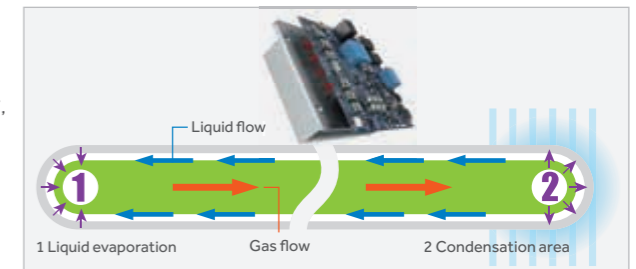 ,
Liquid flow
1
2
1 Liquid evaporation
Gas flow
2 Condensation area